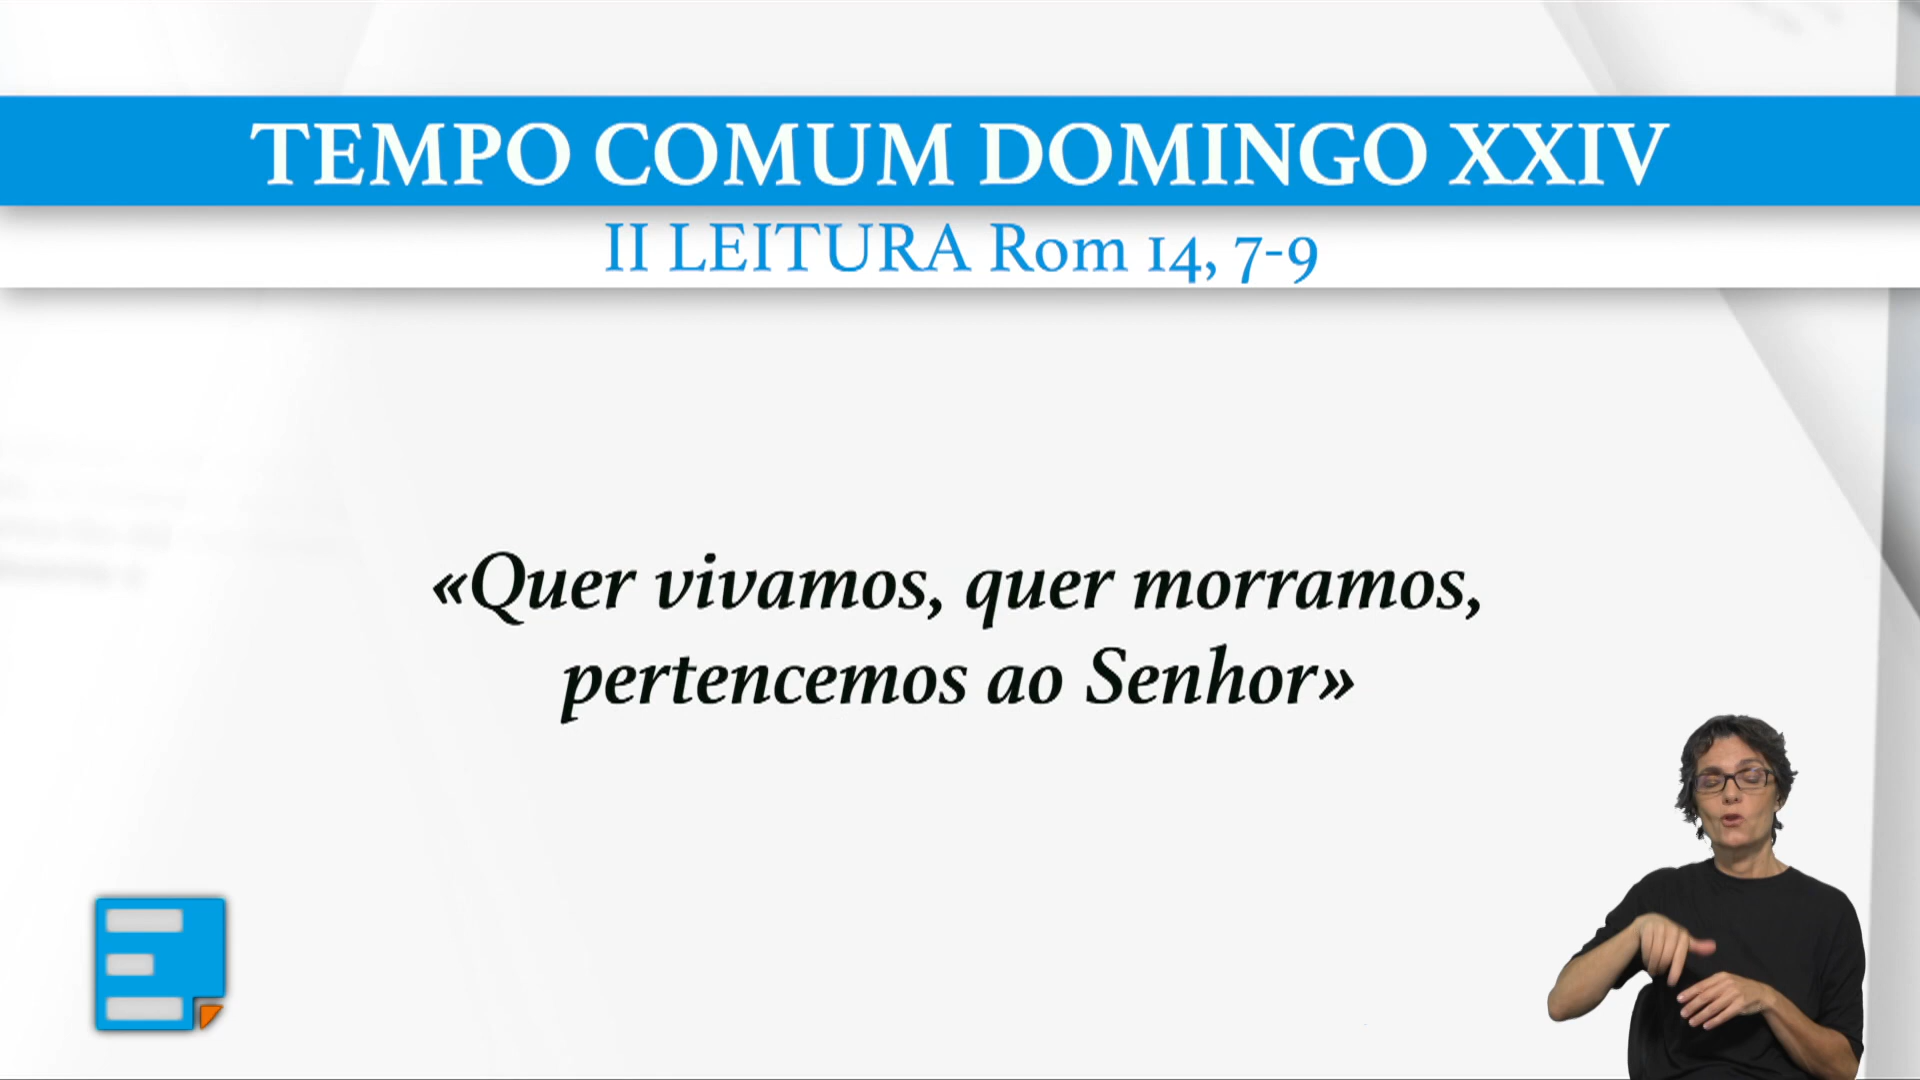 TEMPO COMUM DOMINGO XXIV
II LEITURA Rom 14, 7-9
«Quer vivamos, quer morramos,
pertencemos ao Senhor»